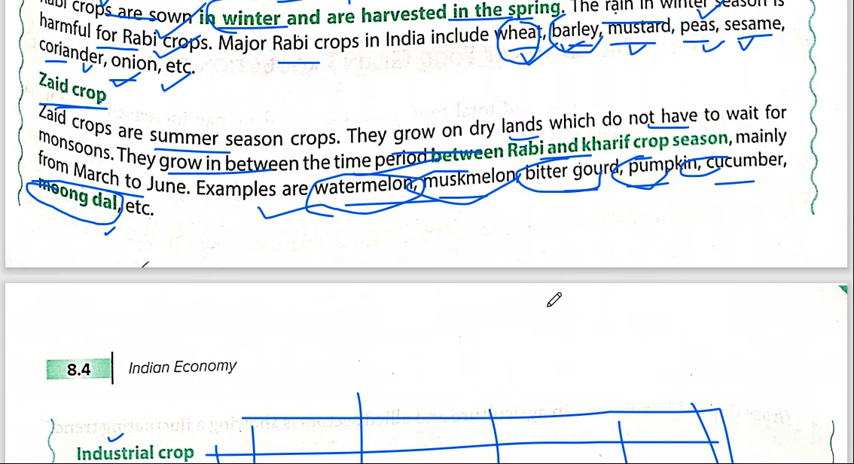 Rabi crops are sown in winter and are harvested in the spring. The rain in winter season is
harmful for Rabi crops. Major Rabi crops in India include wheat, barley, mustard, peas, sesame,
coriander, onion, etc.
Zaid crop
Zaid crops are summer season crops. They grow on dry lands which do not have to wait for
monsoons. They grow in between the time period between Rabi and kharif crop season, mainly
from March to June. Examples are watermelon, muskmelon, bitter gourd, pumpkin, cucumber,
moong dal, etc.
8.4 Indian Economy
Industrial crop